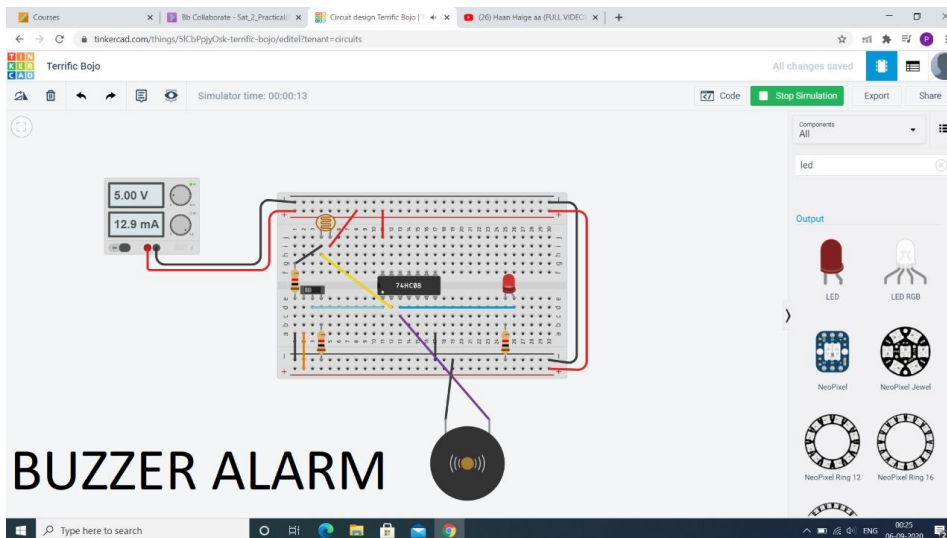 Courses
Bb Collaborate - Sat_2_Practical
Circuit design Terrific Bojo | T
(26) Haan Haige aa (FULL VIDEO
tinkercad.com/things/5lCbPpjyOsk-terrific-bojo/editel?tenant=circuits
P
TIN
KER
CAD
Terrific Bojo
All changes saved
Simulator time: 00:00:13
Code
Stop Simulation
Export
Share
Components
All
led
Output
5.00 V
12.9 mA
74HC08
LED
LED RGB
NeoPixel
NeoPixel Jewel
NeoPixel Ring 12
NeoPixel Ring 16
BUZZER ALARM
Type here to search
ENG
00:25
06-09-2020